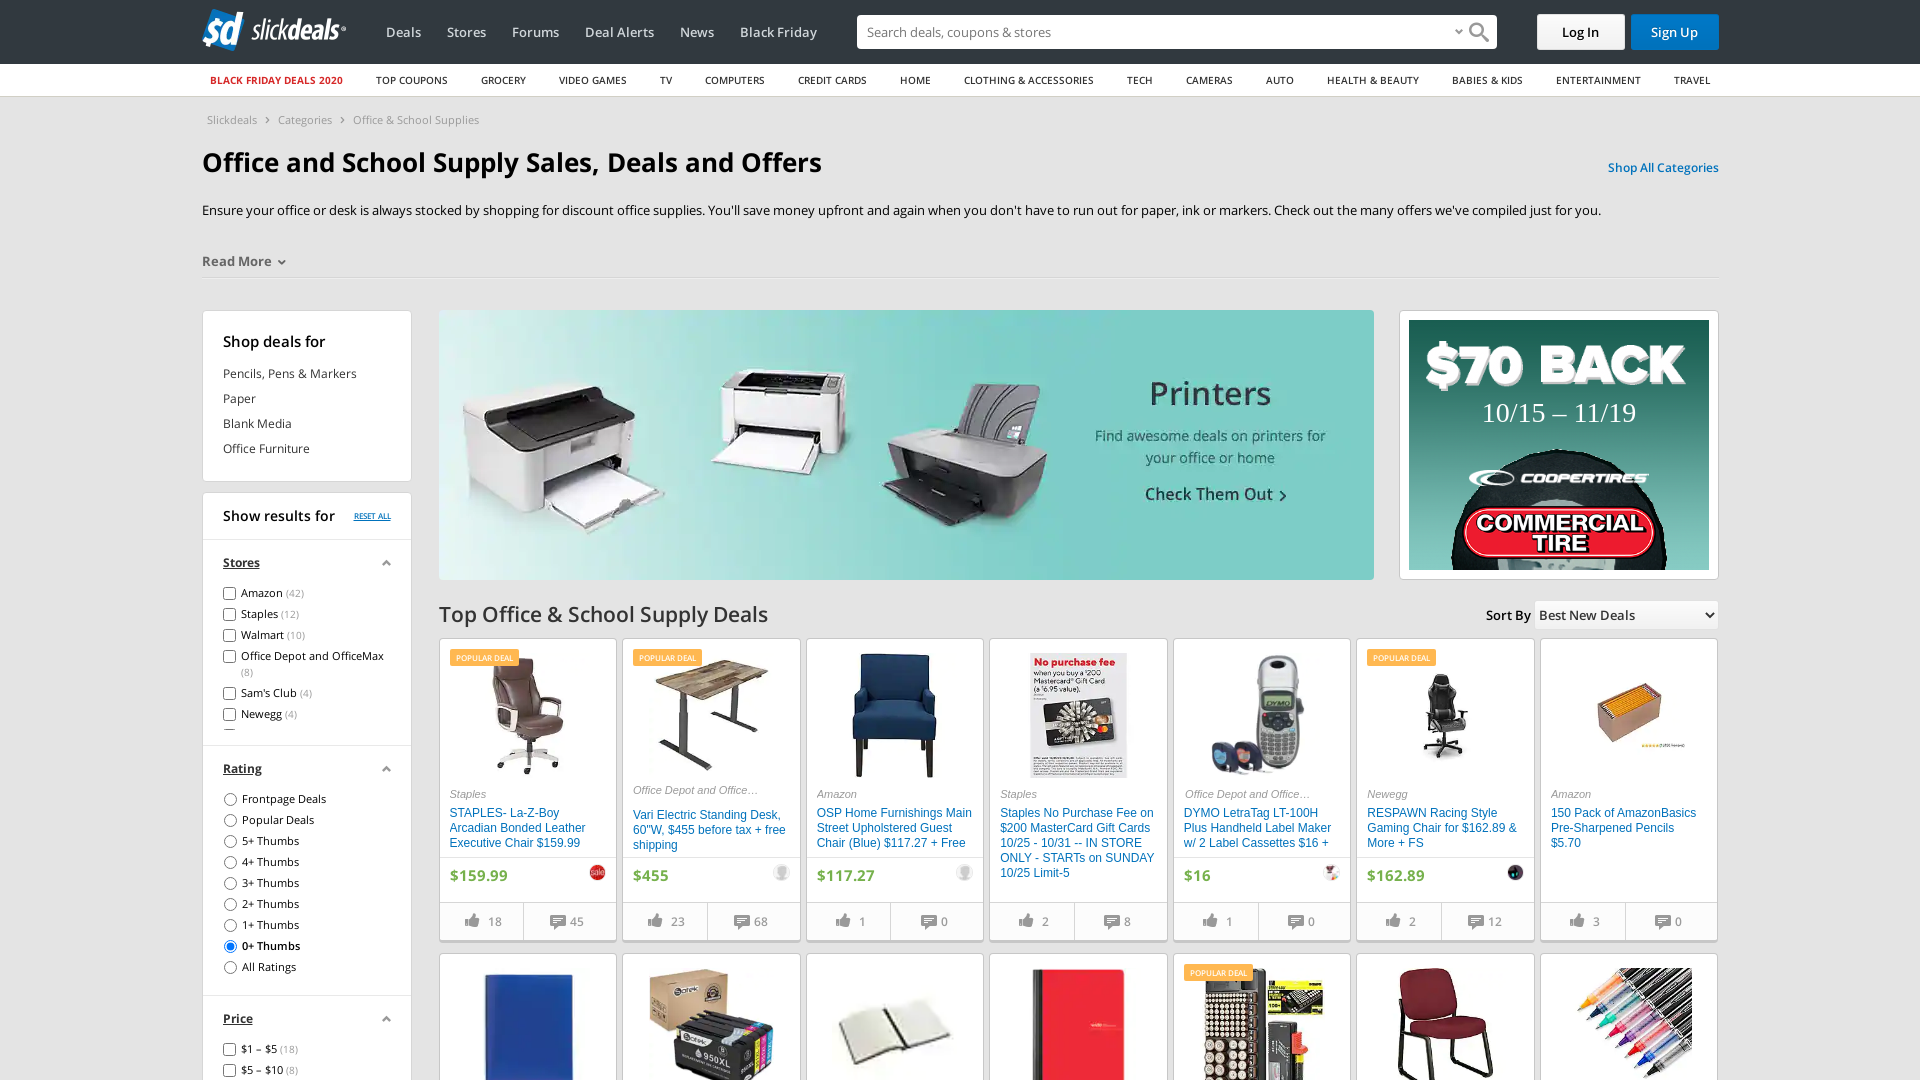 slickdeals
Deals
Stores
Forums
Deal Alerts
News
Black Friday
Search deals, coupons & stores
Log In
Sign Up
BLACK FRIDAY DEALS 2020
TOP COUPONS
GROCERY
VIDEO GAMES
TV
COMPUTERS
CREDIT CARDS
HOME
CLOTHING & ACCESSORIES
TECH
CAMERAS
AUTO
HEALTH & BEAUTY
BABIES & KIDS
ENTERTAINMENT
TRAVEL
Slickdeals
Categories
Office & School Supplies
Office and School Supply Sales, Deals and Offers
Shop All Categories
Ensure your office or desk is always stocked by shopping for discount office supplies. You'll save money upfront and again when you don't have to run out for paper, ink or markers. Check out the many offers we've compiled just for you.
Read More
Shop deals for
Pencils, Pens & Markers
Paper
Blank Media
Office Furniture
Show results for
RESET ALL
Stores
Amazon (42)
Staples (12)
Walmart (10)
Office Depot and OfficeMax
(8)
Sam's Club (4)
Newegg (4)
Rating
Frontpage Deals
Popular Deals
5+ Thumbs
4+ Thumbs
3+ Thumbs
2+ Thumbs
1+ Thumbs
0+ Thumbs
All Ratings
Price
$1 – $5 (18)
$5 – $10 (8)
Printers
Find awesome deals on printers for
your office or home
Check Them Out
$70 BACK
10/15 – 11/19
COOPERTIRES
COMMERCIAL
TIRE
Top Office & School Supply Deals
Sort By
Best New Deals
POPULAR DEAL
Staples
STAPLES- La-Z-Boy
Arcadian Bonded Leather
Executive Chair $159.99
$159.99
sale
18
45
POPULAR DEAL
Office Depot and Office…
Vari Electric Standing Desk,
60"W, $455 before tax + free
shipping
$455
23
68
Amazon
OSP Home Furnishings Main
Street Upholstered Guest
Chair (Blue) $117.27 + Free
$117.27
1
0
No purchase fee
when you buy a $200
Mastercard® Gift Card
(a $6.95 value).
Staples
Staples No Purchase Fee on
$200 MasterCard Gift Cards
10/25 - 10/31 -- IN STORE
ONLY - STARTs on SUNDAY
10/25 Limit-5
2
8
DYMO
Office Depot and Office…
DYMO LetraTag LT-100H
Plus Handheld Label Maker
w/ 2 Label Cassettes $16 +
$16
1
0
POPULAR DEAL
Newegg
RESPAWN Racing Style
Gaming Chair for $162.89 &
More + FS
$162.89
2
12
Amazon
150 Pack of AmazonBasics
Pre-Sharpened Pencils
$5.70
3
0
950XL
POPULAR DEAL